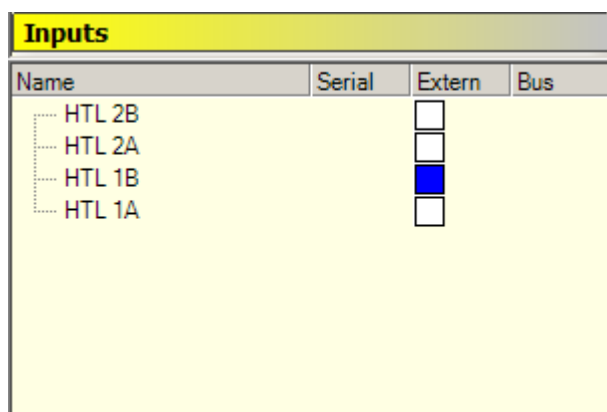 Inputs
Name Serial Extern Bus
HTL 2B
HTL 2A
HTL 1B
HTL 1A